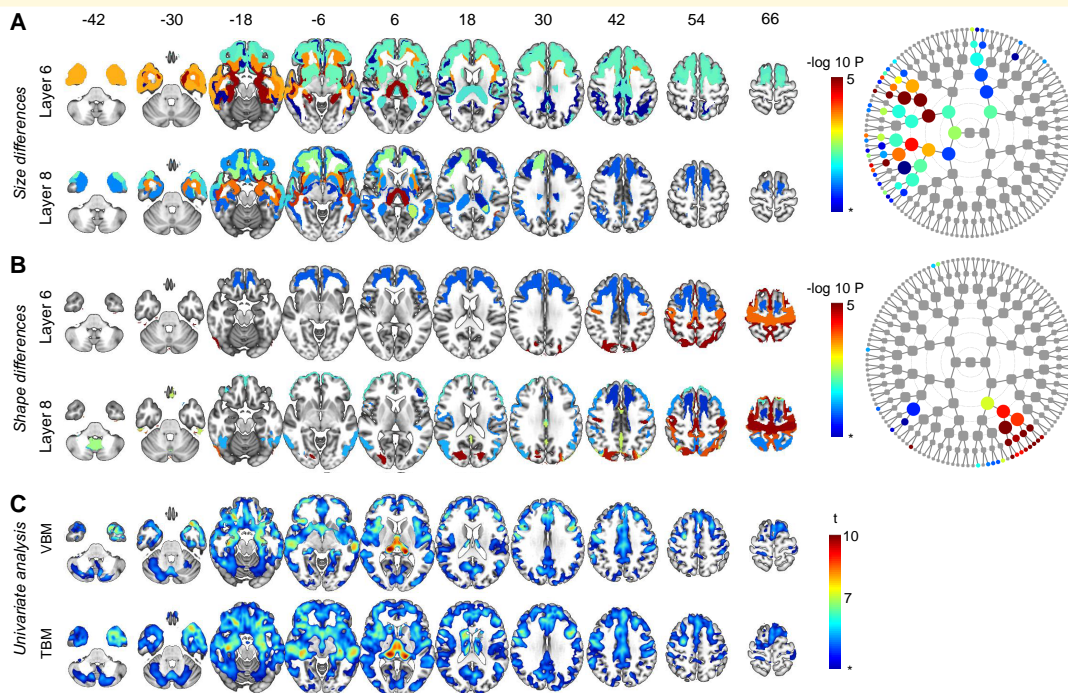 -42 -30 -18 -6 6 18 30 42 54 66
A
Size differences
Layer 6
Layer 8
-log 10 P
5
*
B
Shape differences
Layer 6
Layer 8
-log 10 P
5
*
C
Univariate analysis
VBM
TBM
t
10
7
*